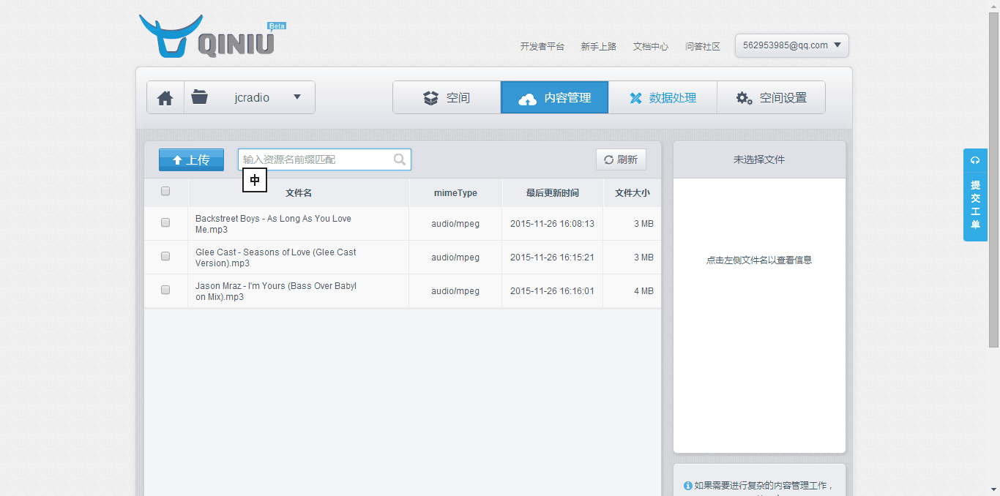 QINIU
Beta
开发者平台 新手上路 文档中心 问答社区 562953985@qq.com
jcradio 空间 内容管理 数据处理 空间设置
上传 输入资源名前缀匹配 刷新 未选择文件
中
文件名 mimeType 最后更新时间 文件大小
Backstreet Boys - As Long As You Love
Me.mp3
audio/mpeg 2015-11-26 16:08:13 3 MB
Glee Cast - Seasons of Love (Glee Cast
Version).mp3
audio/mpeg 2015-11-26 16:15:21 3 MB
Jason Mraz - I'm Yours (Bass Over Babyl
on Mix).mp3
audio/mpeg 2015-11-26 16:16:01 4 MB
点击左侧文件名以查看信息
提
交
工
单
如果需要进行复杂的内容管理工作，